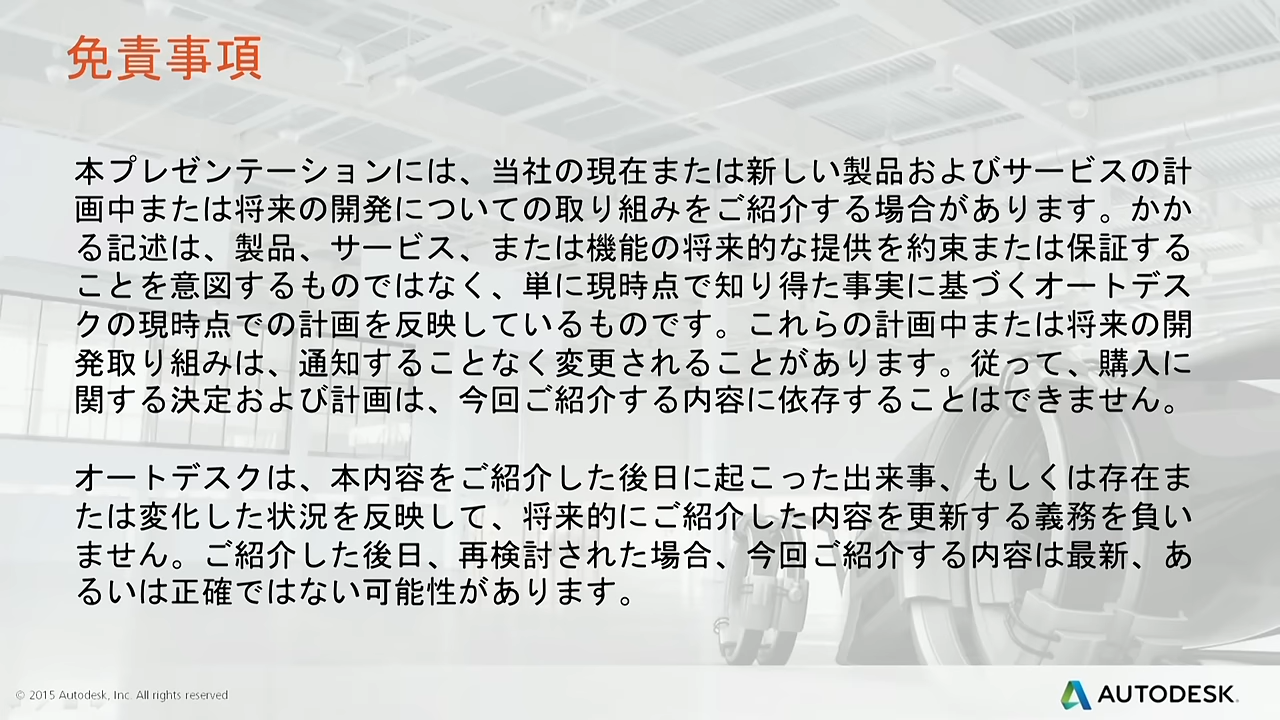 免責事項
本プレゼンテーションには、当社の現在または新しい製品およびサービスの計
画中または将来の開発についての取り組みをご紹介する場合があります。かか
る記述は、製品、サービス、または機能の将来的な提供を約束または保証する
ことを意図するものではなく、単に現時点で知り得た事実に基づくオートデス
クの現時点での計画を反映しているものです。これらの計画中または将来の開
発取り組みは、通知することなく変更されることがあります。従って、購入に
関する決定および計画は、今回ご紹介する内容に依存することはできません。
オートデスクは、本内容をご紹介した後日に起こった出来事、もしくは存在ま
たは変化した状況を反映して、将来的にご紹介した内容を更新する義務を負い
ません。ご紹介した後日、再検討された場合、今回ご紹介する内容は最新、あ
るいは正確ではない可能性があります。
© 2015 Autodesk, Inc. All rights reserved
AUTODESK.